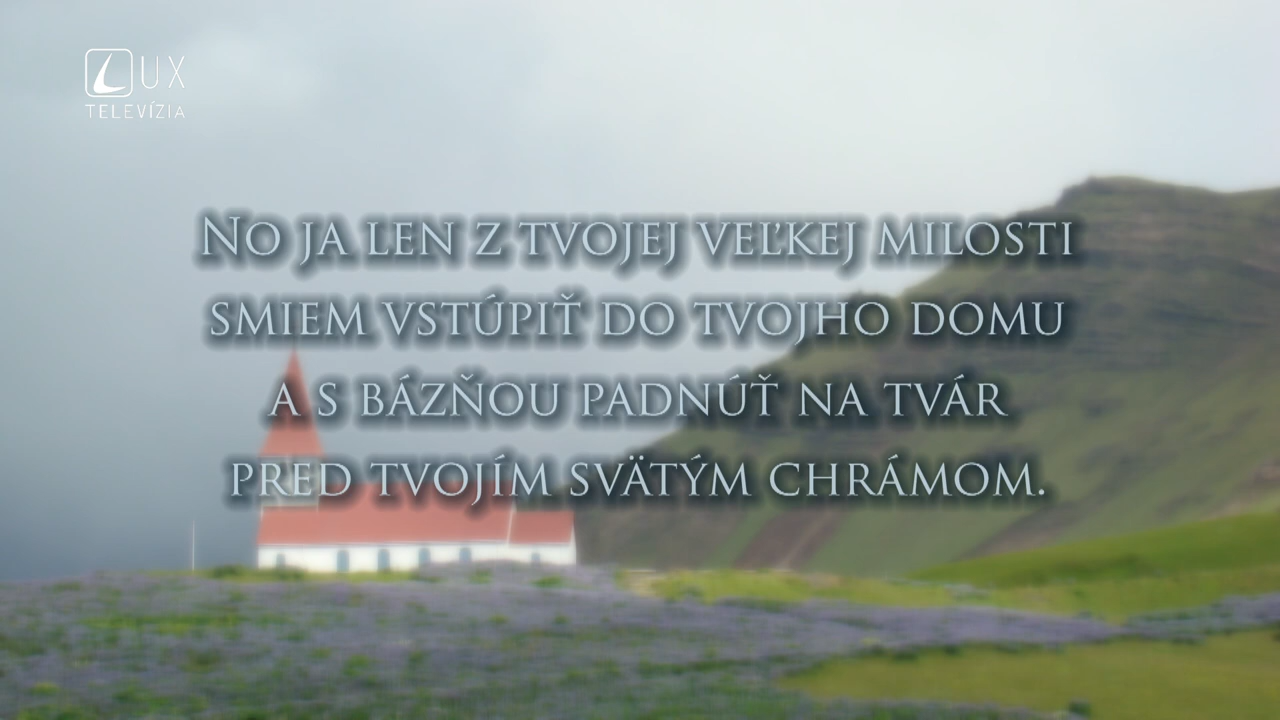 LUX
TELEVÍZIA
No ja len z tvojej veľkej milosti
smiem vstúpiť do tvojho domu
a s bázňou padnúť na tvár
pred tvojím svätým chrámom.